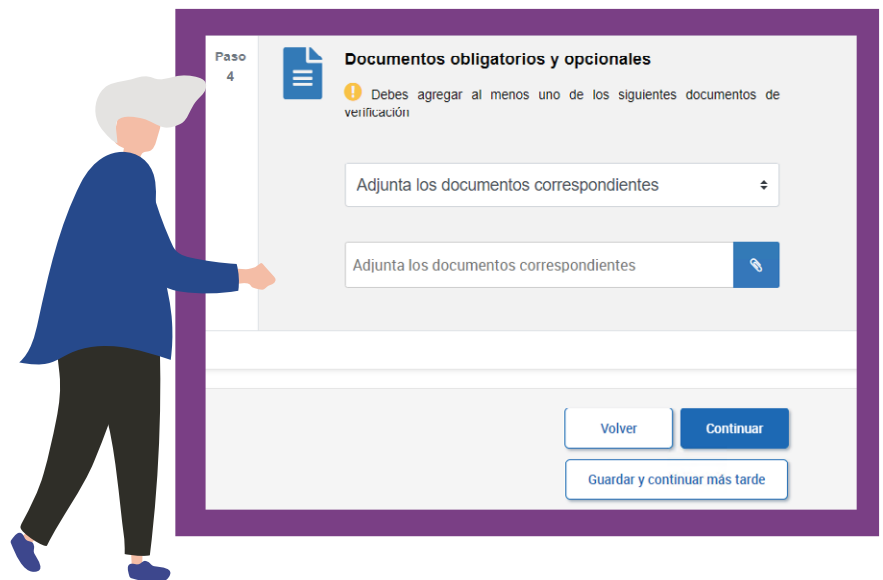 Paso
4
Documentos obligatorios y opcionales
Debes agregar al menos uno de los siguientes documentos de
verificación
Adjunta los documentos correspondientes
Adjunta los documentos correspondientes
Volver
Continuar
Guardar y continuar más tarde